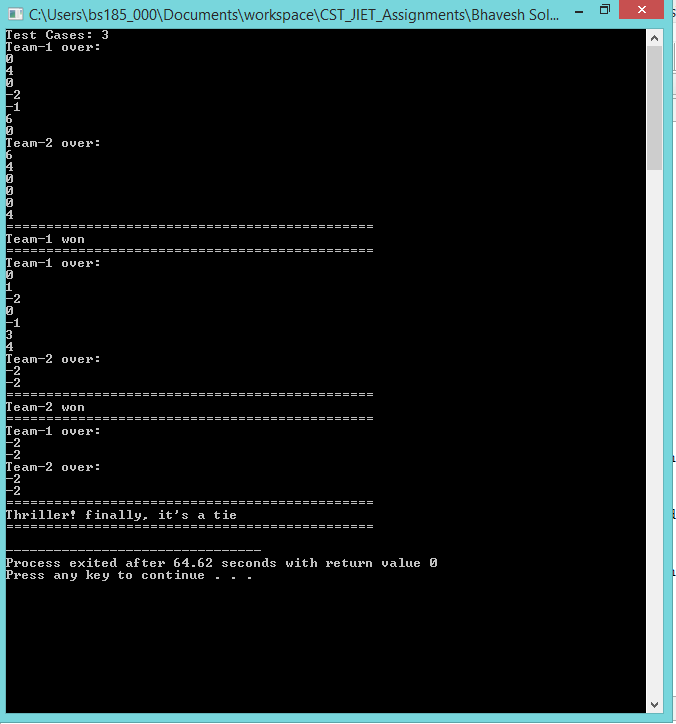 C:\Users\bs185_000\Documents\workspace\CST_JIET_Assignments\Bhavesh Sol...
Test Cases: 3
Team-1 over:
0
4
0
-2
-1
6
0
Team-2 over:
6
4
0
0
0
4
==============================================
Team-1 won
==============================================
Team-1 over:
0
1
-2
0
-1
3
4
Team-2 over:
-2
-2
==============================================
Team-2 won
==============================================
Team-1 over:
-2
-2
Team-2 over:
-2
-2
==============================================
Thriller! finally, it's a tie
==============================================
--------------------------------
Process exited after 64.62 seconds with return value 0
Press any key to continue . . .